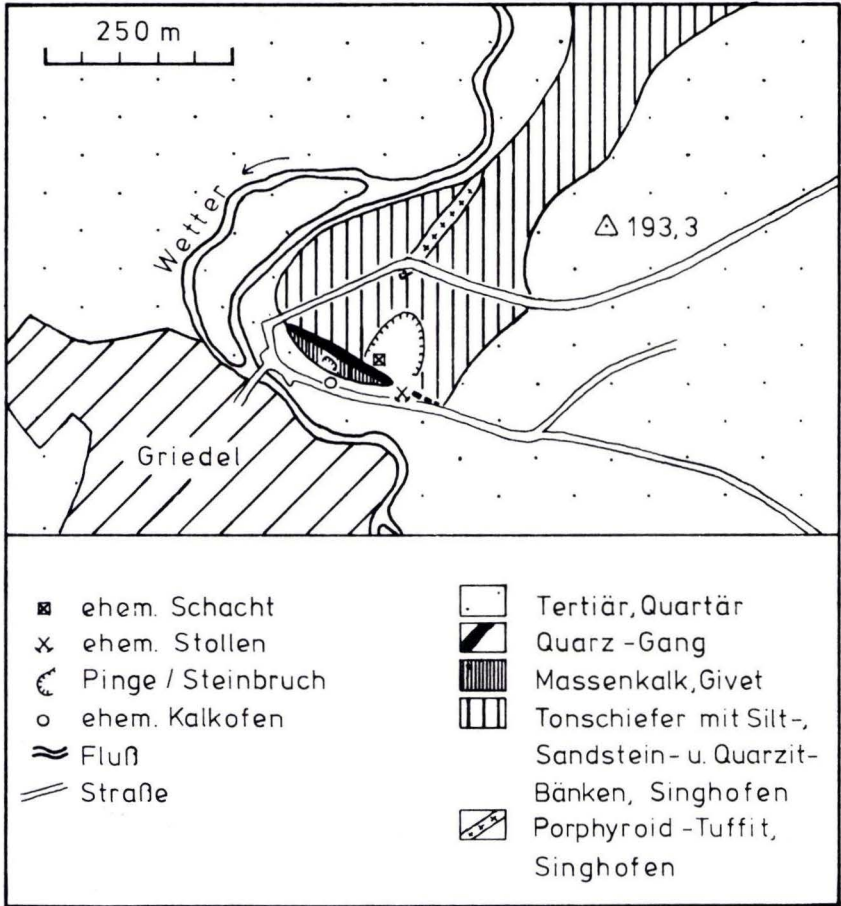 250 m
Wetter
193,3
Griedel
ehem. Schacht
ehem. Stollen
Pinge / Steinbruch
ehem. Kalkofen
Fluß
Straße
Tertiär, Quartär
Quarz - Gang
Massenkalk, Givet
Tonschiefer mit Silt-,
Sandstein- u. Quarzit-
Bänken, Singhofen
Porphyroid - Tuffit,
Singhofen